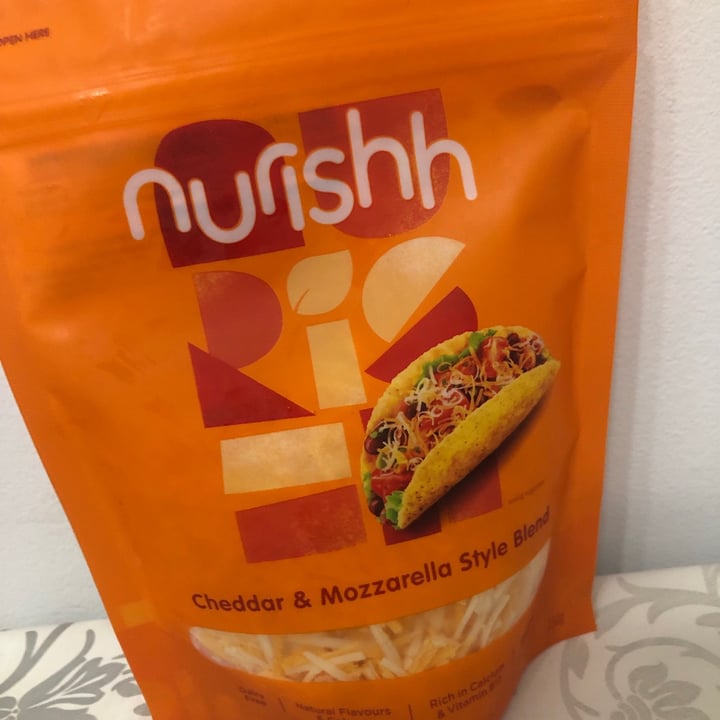 OPEN HERE
nurishh
Cheddar & Mozzarella Style Blend
Dairy
Free
Natural Flavours
Rich in Calcium
& Vitamin B12